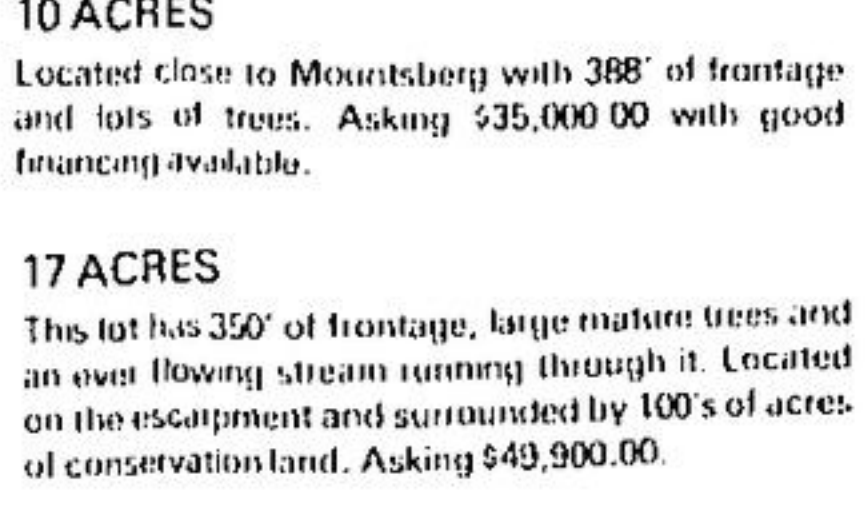 10 ACRES
Located close to Mountsberg with 388' of frontage
and lots of trees. Asking $35,000 00 with good
financing available.
17 ACRES
This lot has 350' of frontage, large mature trees and
an over flowing stream running through it. Located
on the escarpment and surrounded by 100's of acres
of conservation land. Asking $49,900.00.